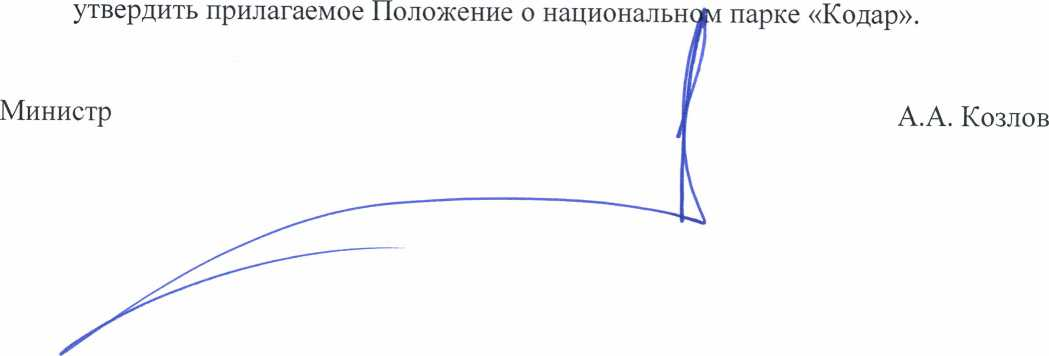 утвердить прилагаемое Положение о национальном парке «Кодар».
Министр А.А. Козлов